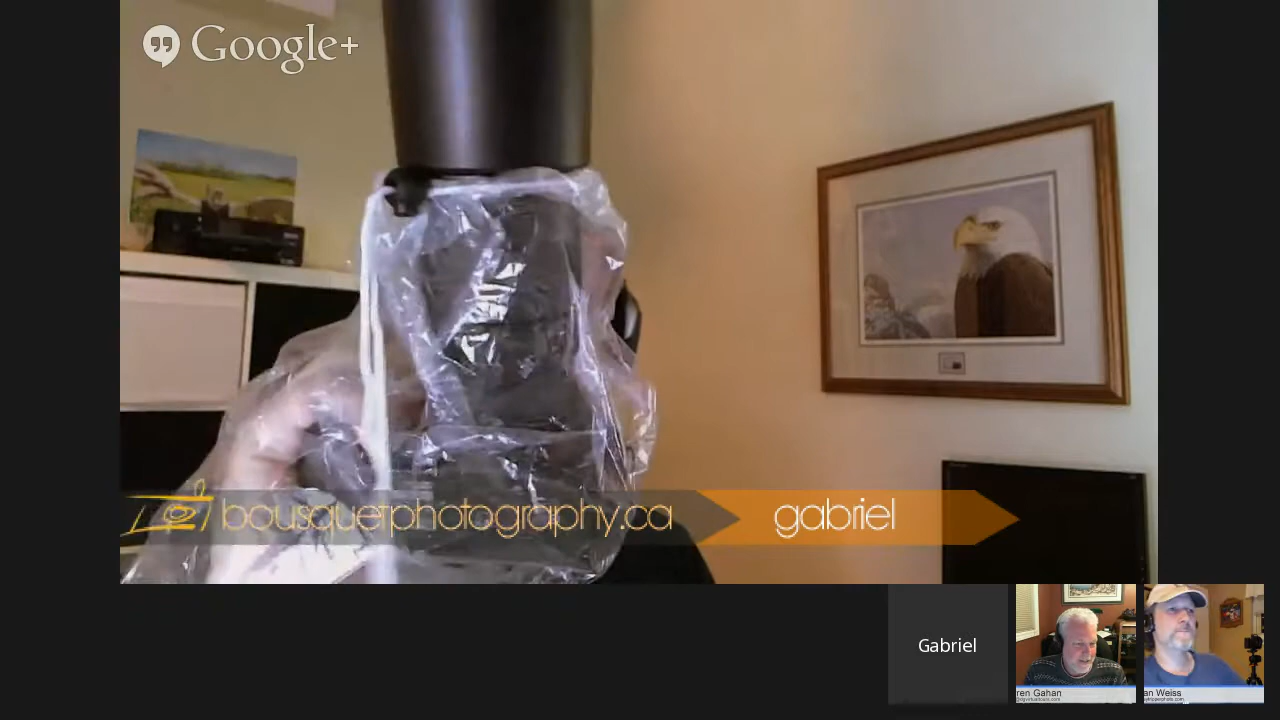 Google+
bousquetphotography.ca
gabriel
Gabriel
ren Gahan
an Weiss